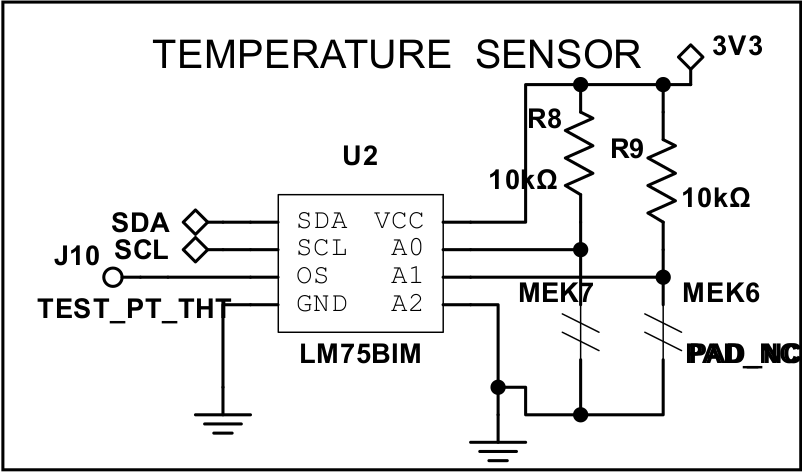 TEMPERATURE SENSOR
3V3
R8
R9
U2
10kΩ
10kΩ
SDA
SDA
VCC
SCL
SCL
A0
J10
OS
A1
TEST_PT_THT
GND
A2
MEK7
MEK6
LM75BIM
PAD_NC